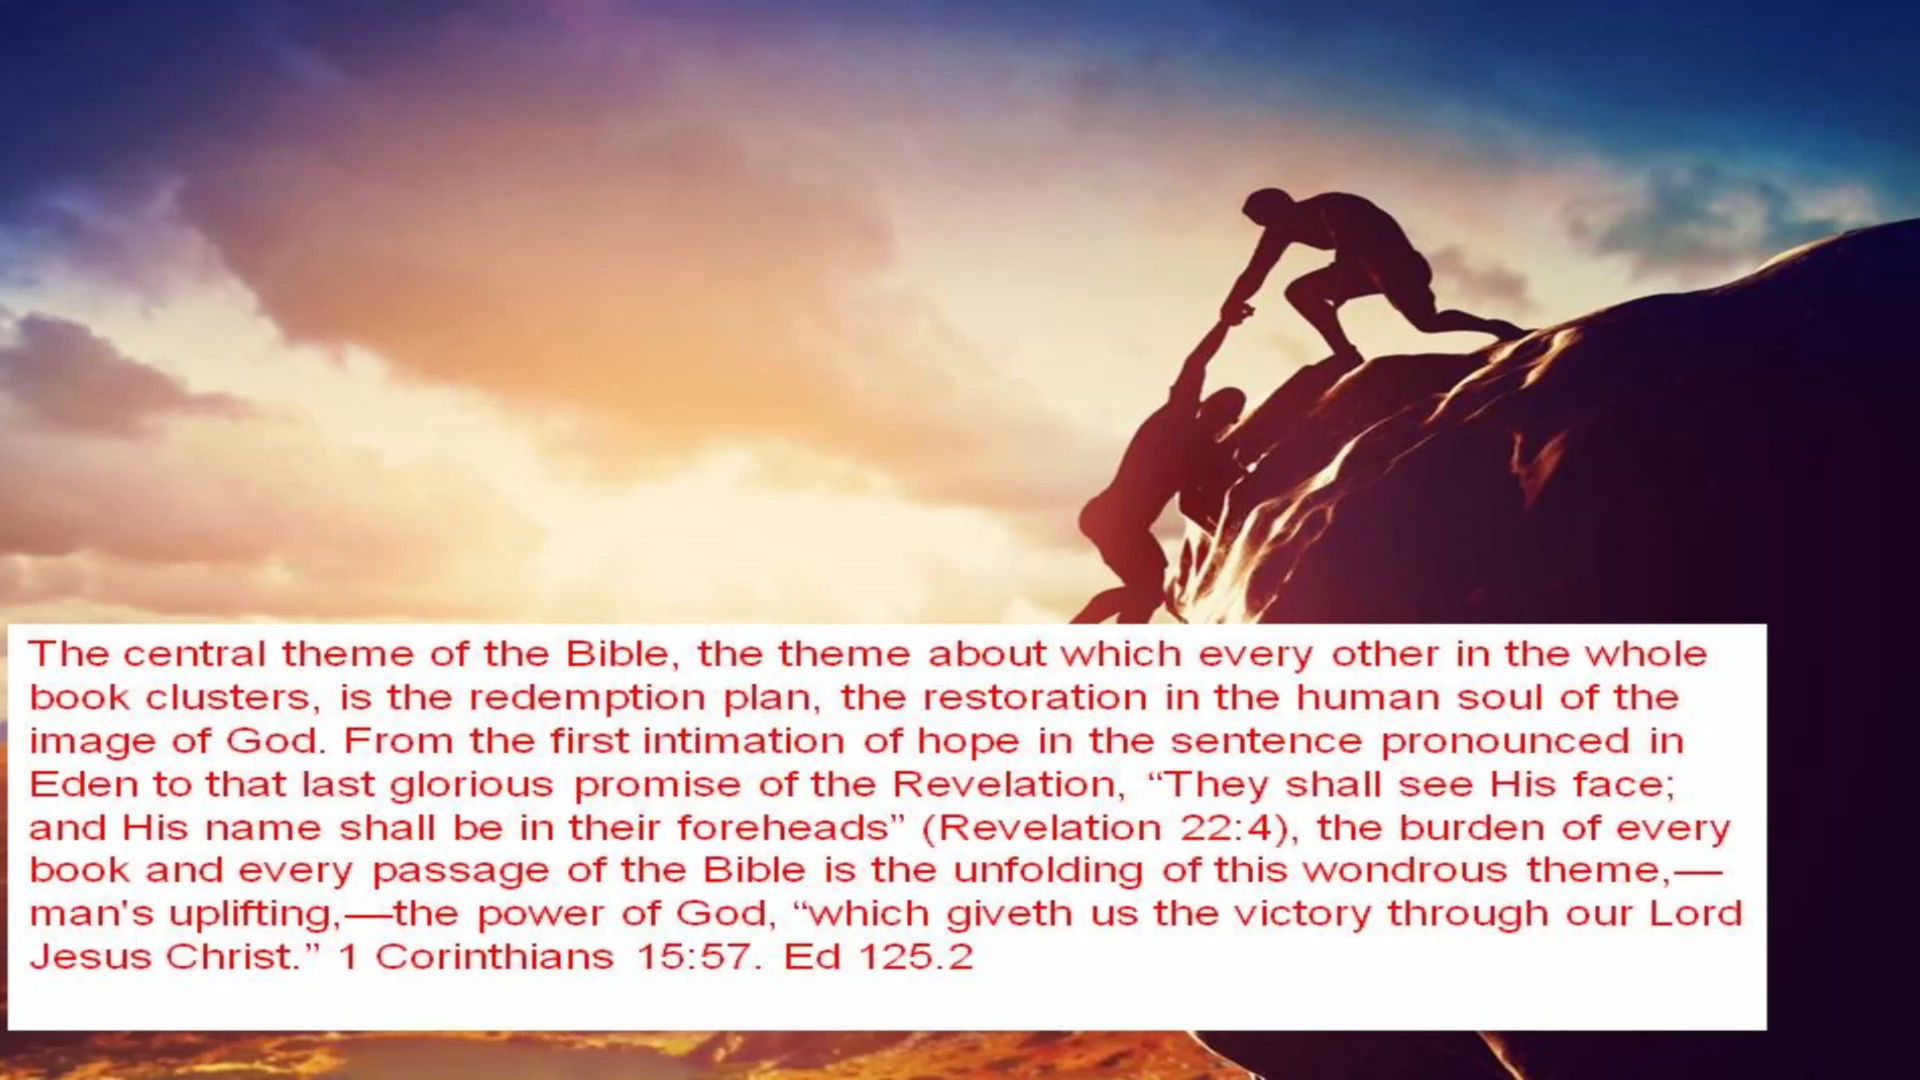 The central theme of the Bible, the theme about which every other in the whole
book clusters, is the redemption plan, the restoration in the human soul of the
image of God. From the first intimation of hope in the sentence pronounced in
Eden to that last glorious promise of the Revelation, “They shall see His face;
and His name shall be in their foreheads” (Revelation 22:4), the burden of every
book and every passage of the Bible is the unfolding of this wondrous theme,—
man's uplifting,—the power of God, “which giveth us the victory through our Lord
Jesus Christ.” 1 Corinthians 15:57. Ed 125.2